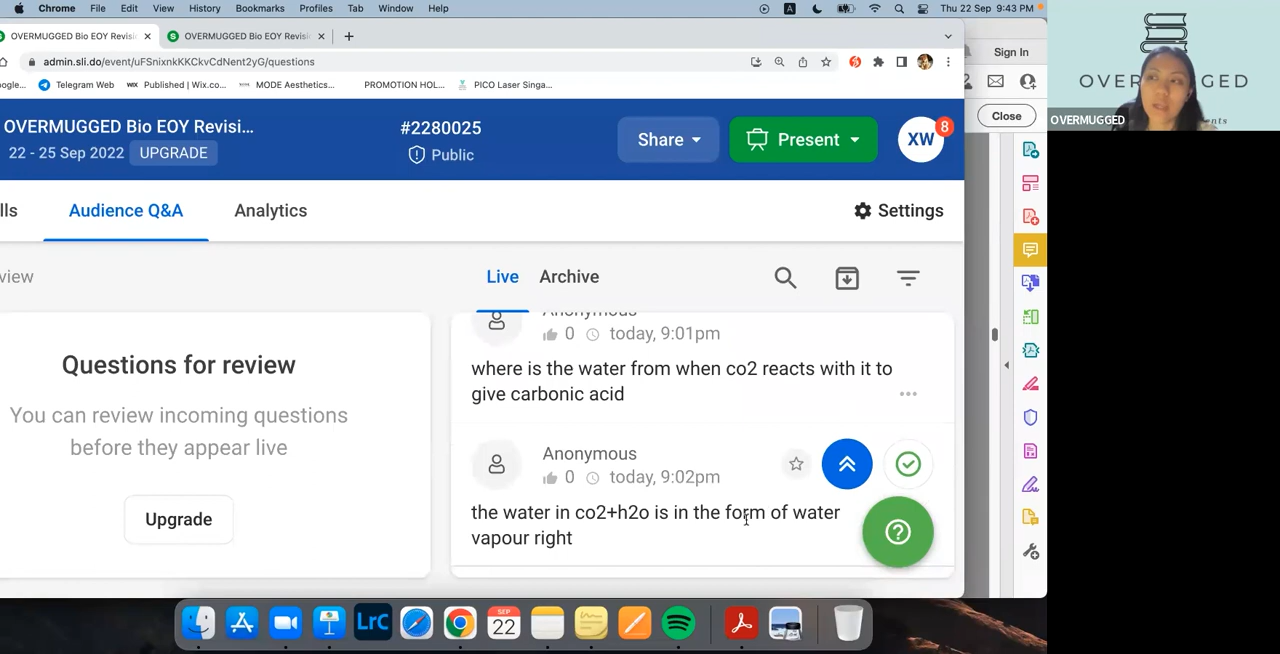 Chrome File Edit View History Bookmarks Profiles Tab Window Help Thu 22 Sep 9:43 PM
OVERMUGGED Bio EOY Revisi
OVERMUGGED Bio EOY Revisi
admin.sli.do/event/uFSnixnkKKCkvCdNent2yG/questions
Sign In
Close
ogle... Telegram Web Published | Wix.co... MODE Aesthetics... PROMOTION HOL... PICO Laser Singa...
OVERMUGGED Bio EOY Revisi...
22 - 25 Sep 2022 UPGRADE
#2280025
Public
Share
Present
XW
8
lls Audience Q&A Analytics Settings
view
Live Archive
Questions for review
You can review incoming questions
before they appear live
Upgrade
Anonymous
0 today, 9:01pm
where is the water from when co2 reacts with it to
give carbonic acid
Anonymous
0 today, 9:02pm
the water in co2+h2o is in the form of water
vapour right
LrC
SEP
22
OVERMUGGED